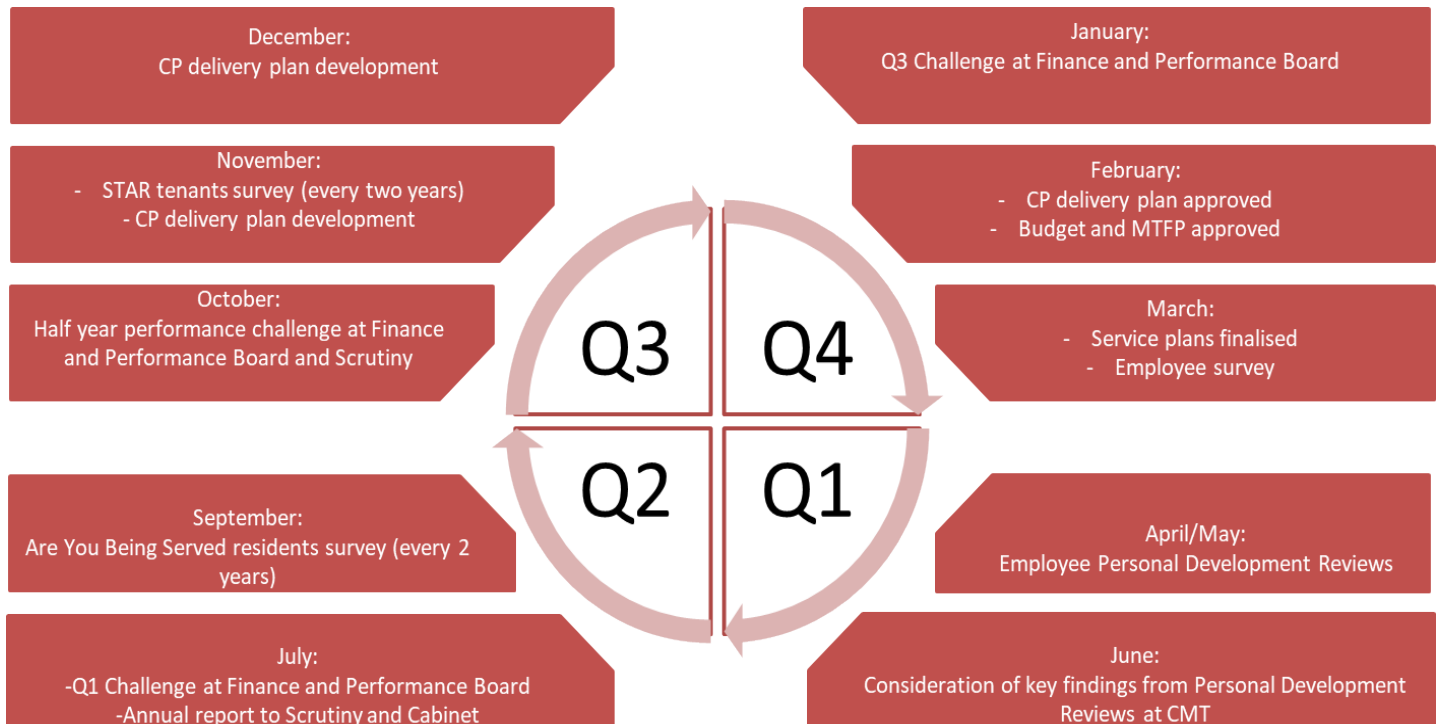 December:
CP delivery plan development
January:
Q3 Challenge at Finance and Performance Board
November:
- STAR tenants survey (every two years)
- CP delivery plan development
February:
- CP delivery plan approved
- Budget and MTFP approved
October:
Half year performance challenge at Finance
and Performance Board and Scrutiny
March:
- Service plans finalised
- Employee survey
Q3
Q4
Q2
Q1
September:
Are You Being Served residents survey (every 2
years)
April/May:
Employee Personal Development Reviews
July:
-Q1 Challenge at Finance and Performance Board
-Annual report to Scrutiny and Cabinet
June:
Consideration of key findings from Personal Development
Reviews at CMT